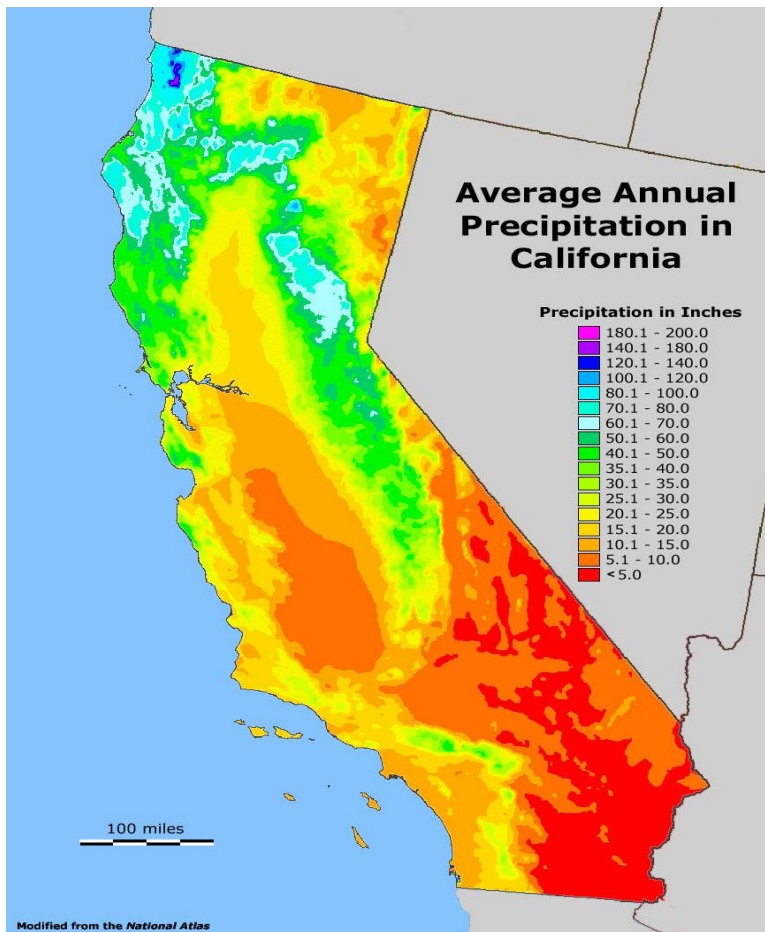 Average Annual
Precipitation in
California
Precipitation in Inches
180.1 - 200.0
140.1 - 180.0
120.1 - 140.0
100.1 - 120.0
80.1 - 100.0
70.1 - 80.0
60.1 - 70.0
50.1 - 60.0
40.1 - 50.0
35.1 - 40.0
30.1 - 35.0
25.1 - 30.0
20.1 - 25.0
15.1 - 20.0
10.1 - 15.0
5.1 - 10.0
<5.0
100 miles
Modified from the National Atlas